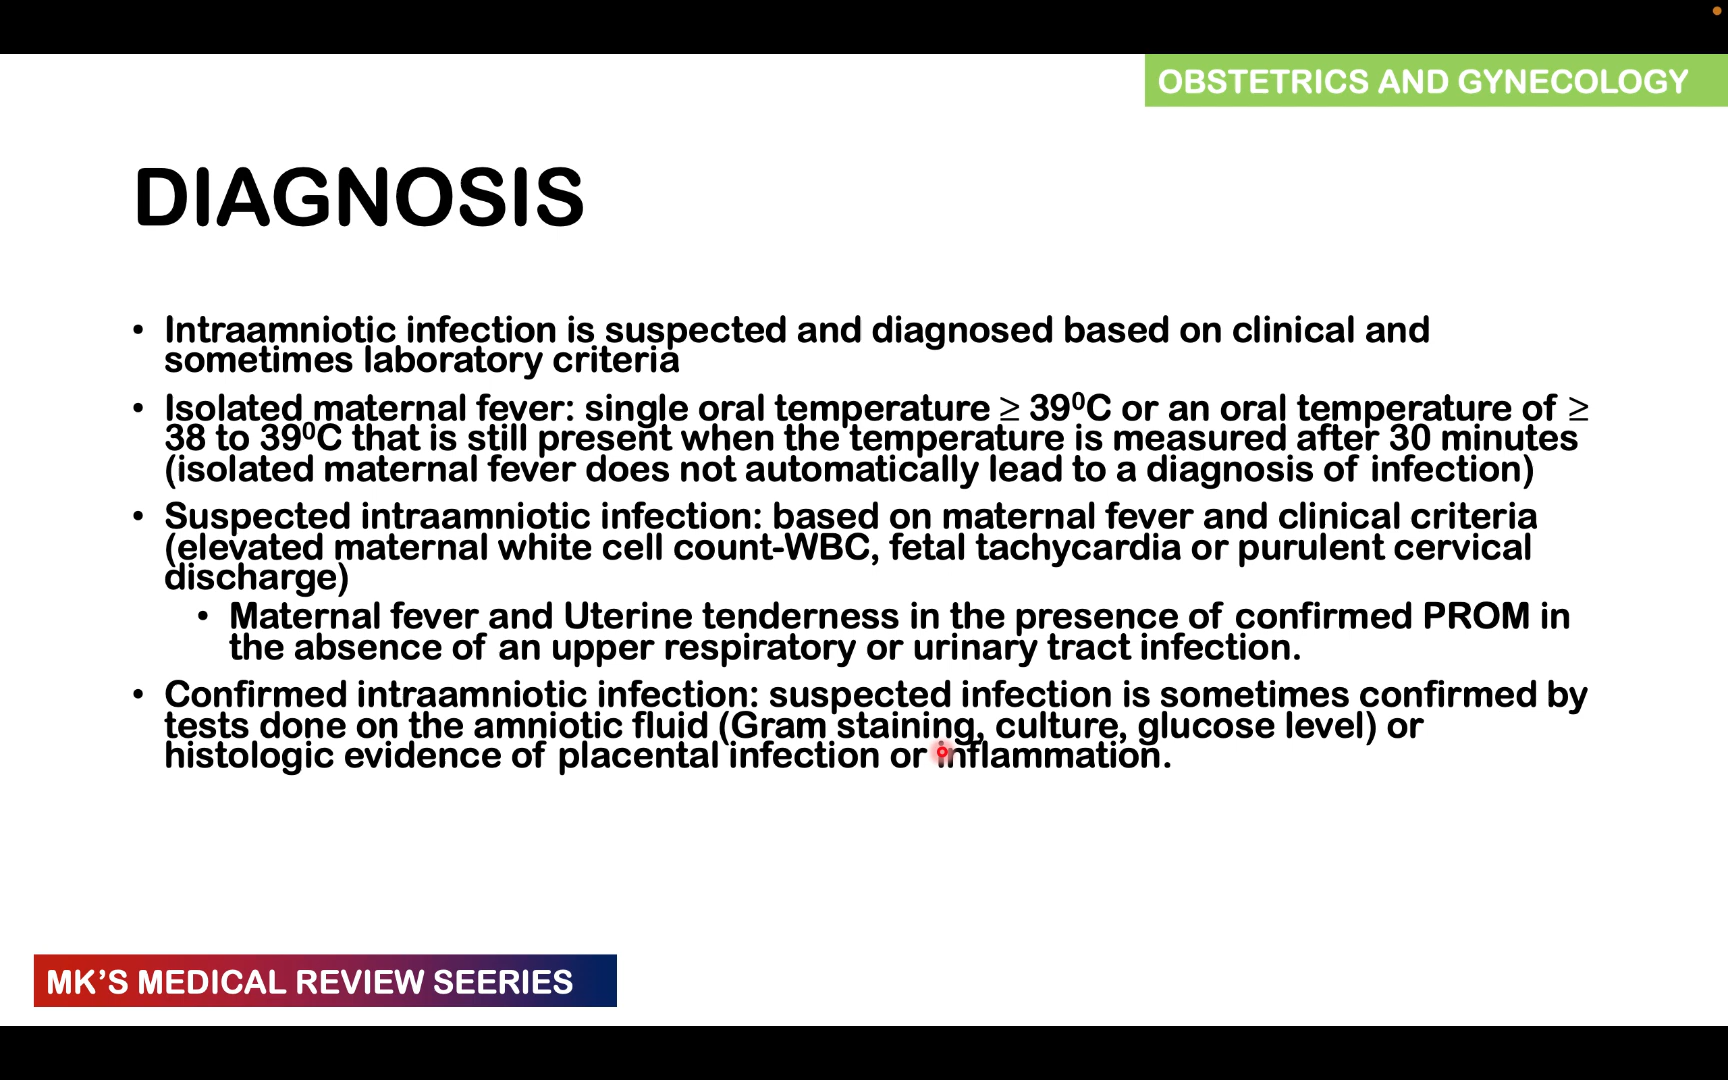 OBSTETRICS AND GYNECOLOGY
DIAGNOSIS
• Intraamniotic infection is suspected and diagnosed based on clinical and
sometimes laboratory criteria
• Isolated maternal fever: single oral temperature ≥ 39⁰C or an oral temperature of ≥
38 to 39⁰C that is still present when the temperature is measured after 30 minutes
(isolated maternal fever does not automatically lead to a diagnosis of infection)
• Suspected intraamniotic infection: based on maternal fever and clinical criteria
(elevated maternal white cell count-WBC, fetal tachycardia or purulent cervical
discharge)
• Maternal fever and Uterine tenderness in the presence of confirmed PROM in
the absence of an upper respiratory or urinary tract infection.
• Confirmed intraamniotic infection: suspected infection is sometimes confirmed by
tests done on the amniotic fluid (Gram staining, culture, glucose level) or
histologic evidence of placental infection or inflammation.
MK'S MEDICAL REVIEW SEERIES